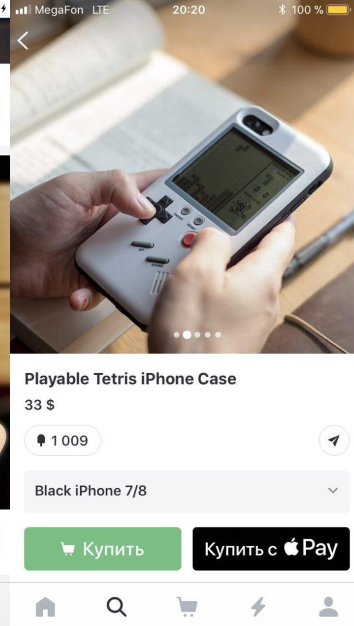 MegaFon LTE 20:20 100 %
Playable Tetris iPhone Case
33 $
1 009
Black iPhone 7/8
Купить
Купить с Pay